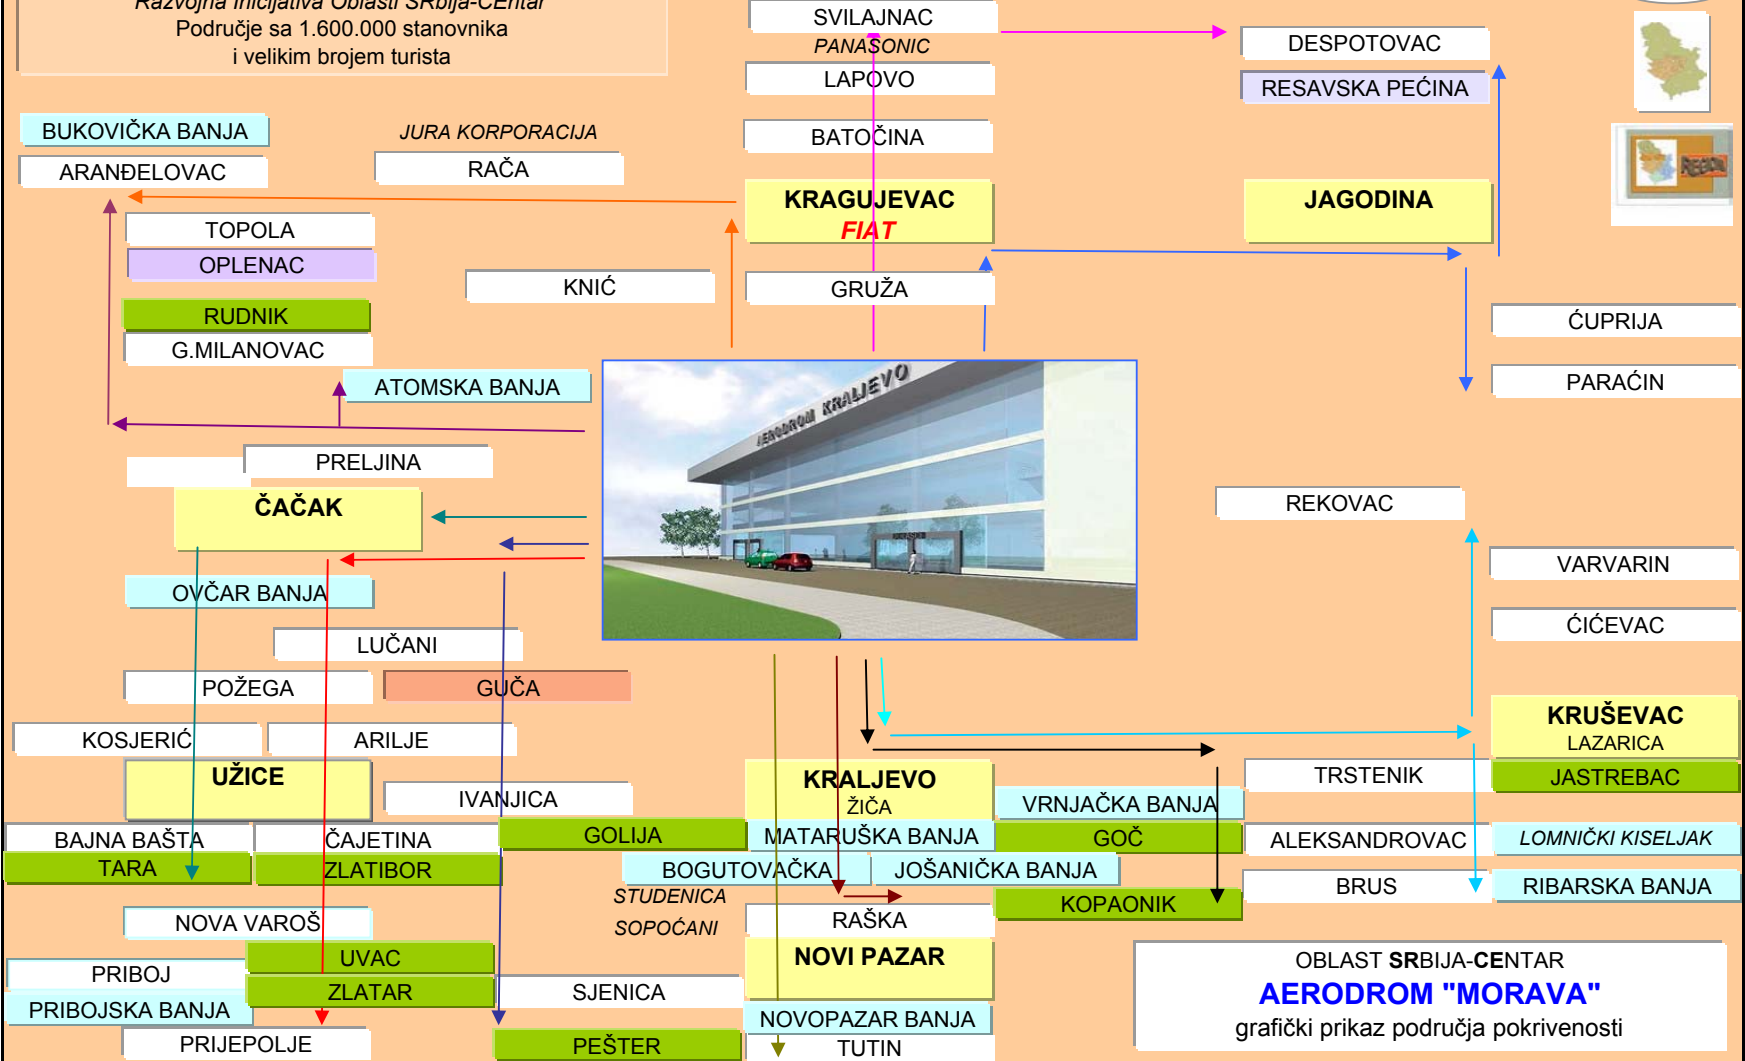 Razvojna Inicijativa Oblasti SRbija-CEntar
Područje sa 1.600.000 stanovnika
i velikim brojem turista
SVILAJNAC
PANASONIC
LAPOVO
BATOČINA
DESPOTOVAC
RESAVSKA PEĆINA
REGION
BUKOVIČKA BANJA
ARANĐELOVAC
JURA KORPORACIJA
RAČA
KRAGUJEVAC
FIAT
JAGODINA
TOPOLA
OPLENAC
KNIĆ
GRUŽA
RUDNIK
G.MILANOVAC
ĆUPRIJA
PARAĆIN
ATOMSKA BANJA
AERODROM KRALJEVO
PRELJINA
ČAČAK
REKOVAC
VARVARIN
OVČAR BANJA
ĆIĆEVAC
LUČANI
POŽEGA
GUČA
KOSJERIĆ
ARILJE
KRUŠEVAC
LAZARICA
UŽICE
IVANJICA
KRALJEVO
ŽIČA
VRNJAČKA BANJA
TRSTENIK
JASTREBAC
BAJNA BAŠTA
ČAJETINA
GOLIJA
MATARUŠKA BANJA
GOČ
ALEKSANDROVAC
LOMNIČKI KISELJAK
TARA
ZLATIBOR
BOGUTOVAČKA
JOŠANIČKA BANJA
BRUS
RIBARSKA BANJA
STUDENICA
SOPOĆANI
KOPAONIK
NOVA VAROŠ
RAŠKA
UVAC
NOVI PAZAR
PRIBOJ
ZLATAR
SJENICA
PRIBOJSKA BANJA
NOVOPAZAR BANJA
PRIJEPOLJE
PEŠTER
TUTIN
OBLAST SRBIJA-CENTAR
AERODROM "MORAVA"
grafički prikaz područja pokrivenosti